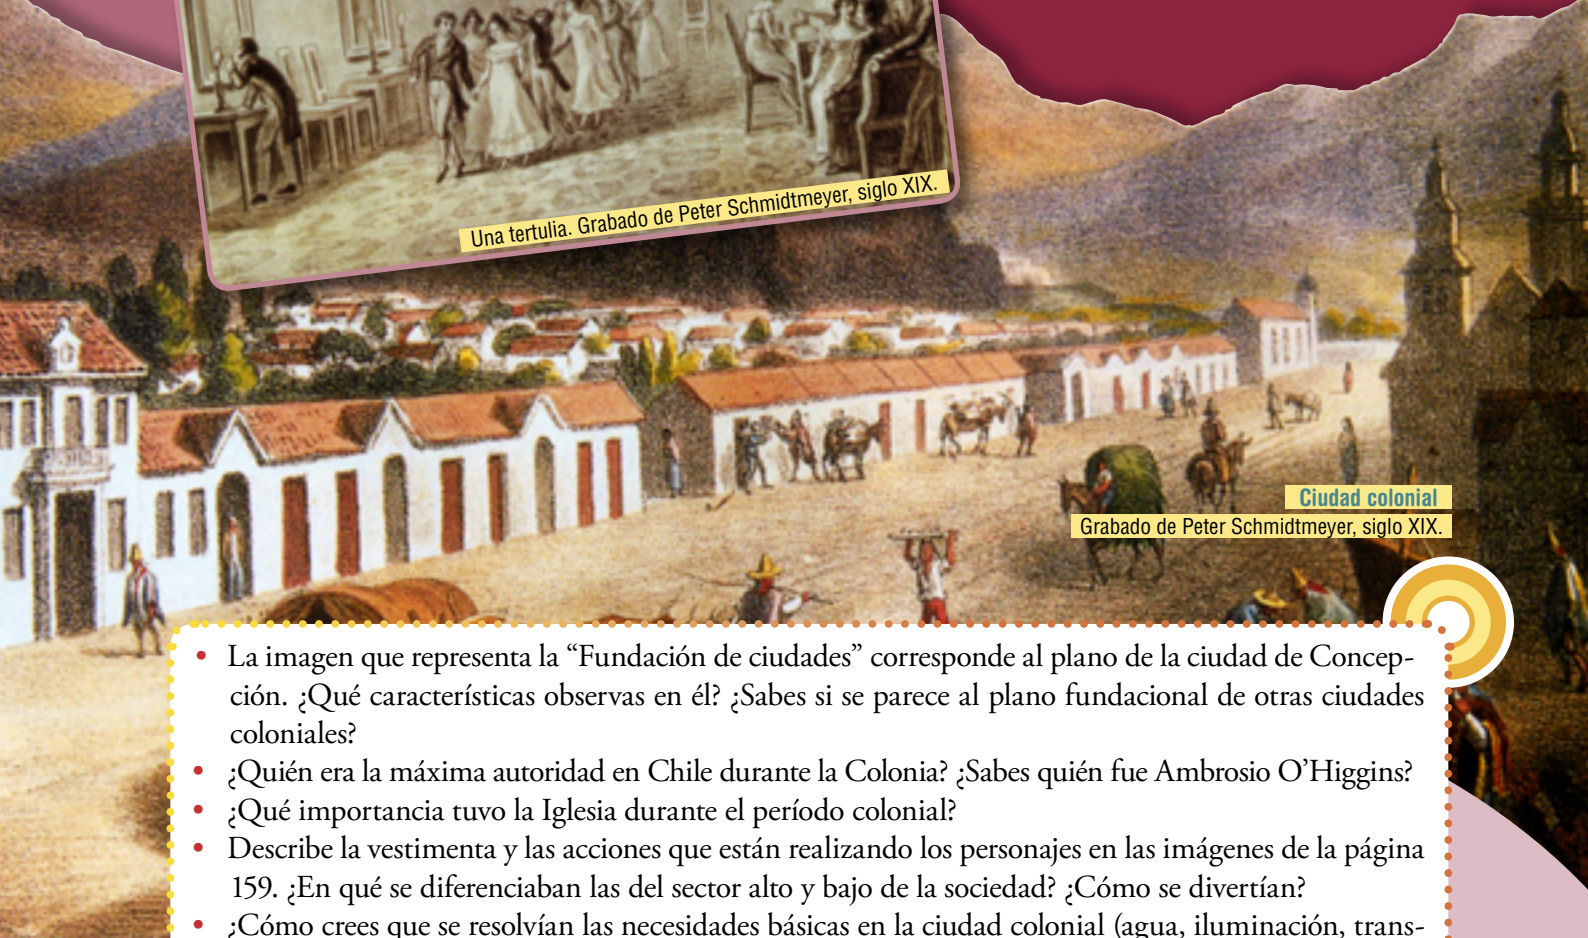 Una tertulia. Grabado de Peter Schmidtmeyer, siglo XIX.
Ciudad colonial
Grabado de Peter Schmidtmeyer, siglo XIX.
• La imagen que representa la “Fundación de ciudades” corresponde al plano de la ciudad de Concep-
ción. ¿Qué características observas en él? ¿Sabes si se parece al plano fundacional de otras ciudades
coloniales?
• ¿Quién era la máxima autoridad en Chile durante la Colonia? ¿Sabes quién fue Ambrosio O’Higgins?
• ¿Qué importancia tuvo la Iglesia durante el período colonial?
• Describe la vestimenta y las acciones que están realizando los personajes en las imágenes de la página
159. ¿En qué se diferenciaban las del sector alto y bajo de la sociedad? ¿Cómo se divertían?
• ¿Cómo crees que se resolvían las necesidades básicas en la ciudad colonial (agua, iluminación, trans-